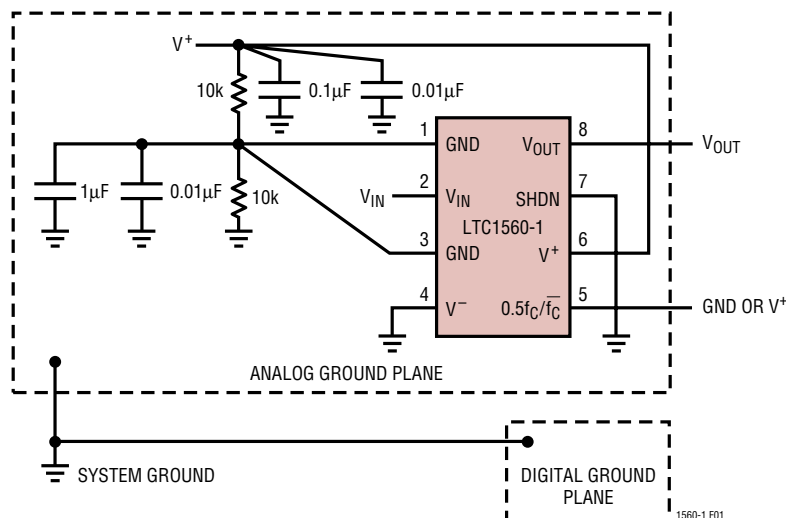 V+
10k
0.1µF
0.01µF
1µF
0.01µF
10k
1
GND
VOUT
8
VOUT
2
VIN
VIN
SHDN
7
LTC1560-1
3
GND
V+
6
4
V–
0.5fC/f̅C̅
5
GND OR V+
ANALOG GROUND PLANE
SYSTEM GROUND
DIGITAL GROUND
PLANE
1560-1 F01